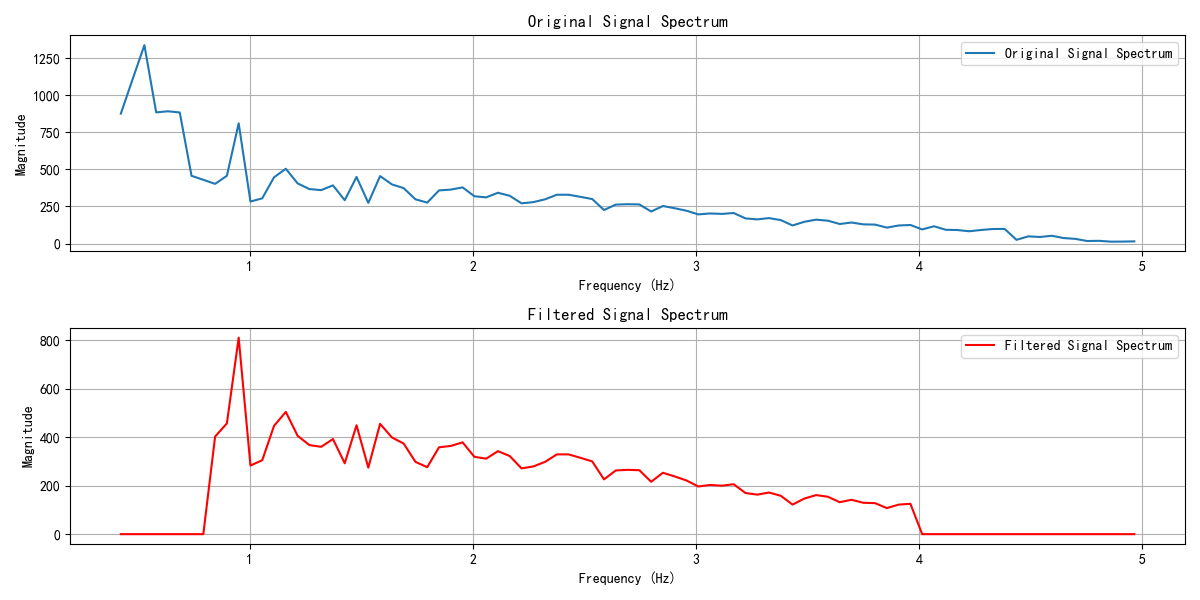 Original Signal Spectrum
Original Signal Spectrum
Magnitude
1250
1000
750
500
250
0
1 2 3 4 5
Frequency (Hz)
Filtered Signal Spectrum
Filtered Signal Spectrum
Magnitude
800
600
400
200
0
1 2 3 4 5
Frequency (Hz)